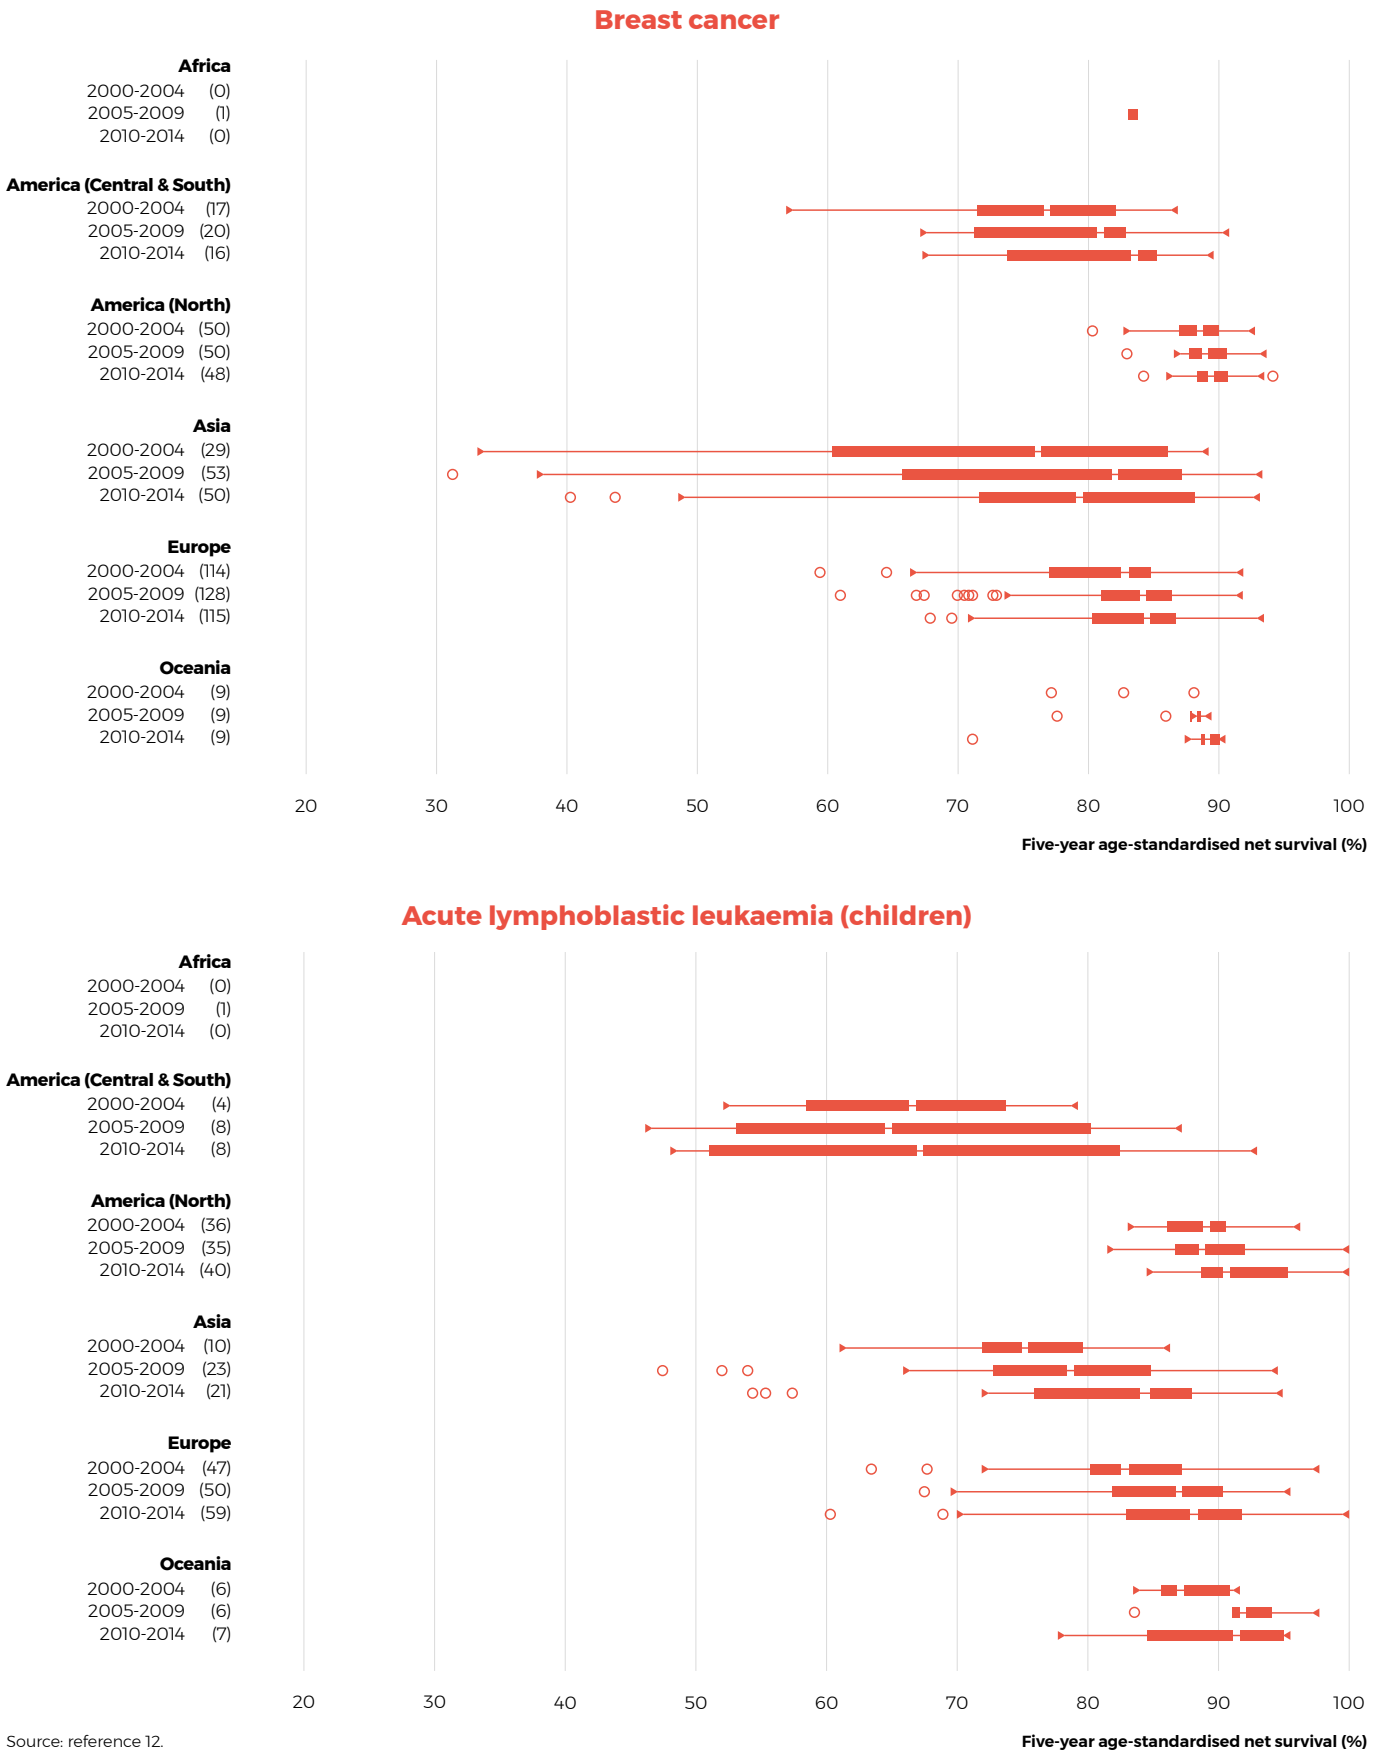 Breast cancer
Africa
2000-2004 (0)
2005-2009 (1)
2010-2014 (0)
America (Central & South)
2000-2004 (17)
2005-2009 (20)
2010-2014 (16)
America (North)
2000-2004 (50)
2005-2009 (50)
2010-2014 (48)
Asia
2000-2004 (29)
2005-2009 (53)
2010-2014 (50)
Europe
2000-2004 (114)
2005-2009 (128)
2010-2014 (115)
Oceania
2000-2004 (9)
2005-2009 (9)
2010-2014 (9)
20 30 40 50 60 70 80 90 100
Five-year age-standardised net survival (%)
Acute lymphoblastic leukaemia (children)
Africa
2000-2004 (0)
2005-2009 (1)
2010-2014 (0)
America (Central & South)
2000-2004 (4)
2005-2009 (8)
2010-2014 (8)
America (North)
2000-2004 (36)
2005-2009 (35)
2010-2014 (40)
Asia
2000-2004 (10)
2005-2009 (23)
2010-2014 (21)
Europe
2000-2004 (47)
2005-2009 (50)
2010-2014 (59)
Oceania
2000-2004 (6)
2005-2009 (6)
2010-2014 (7)
20 30 40 50 60 70 80 90 100
Source: reference 12. Five-year age-standardised net survival (%)